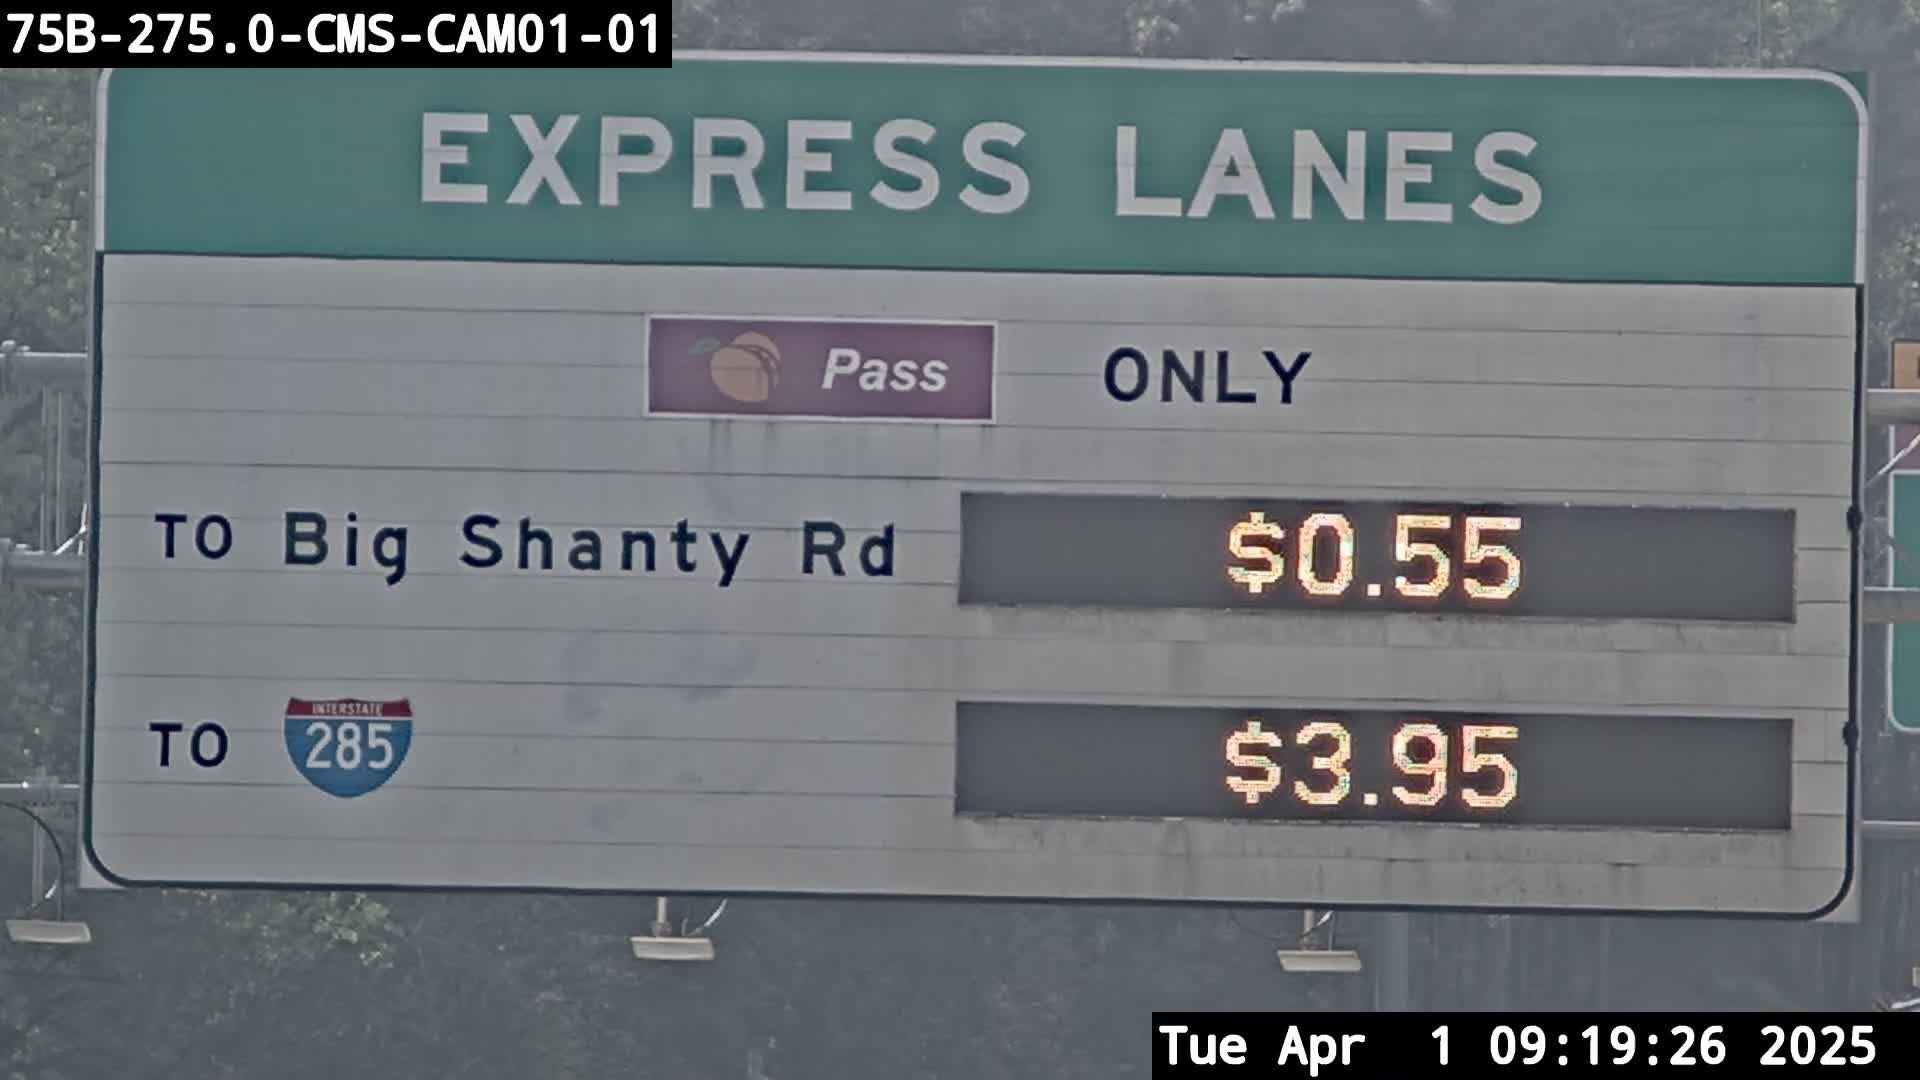 75B-275.0-CMS-CAM01-01
EXPRESS LANES
Pass ONLY
TO Big Shanty Rd $0.55
TO INTERSTATE 285 $3.95
Tue Apr 1 09:19:26 2025